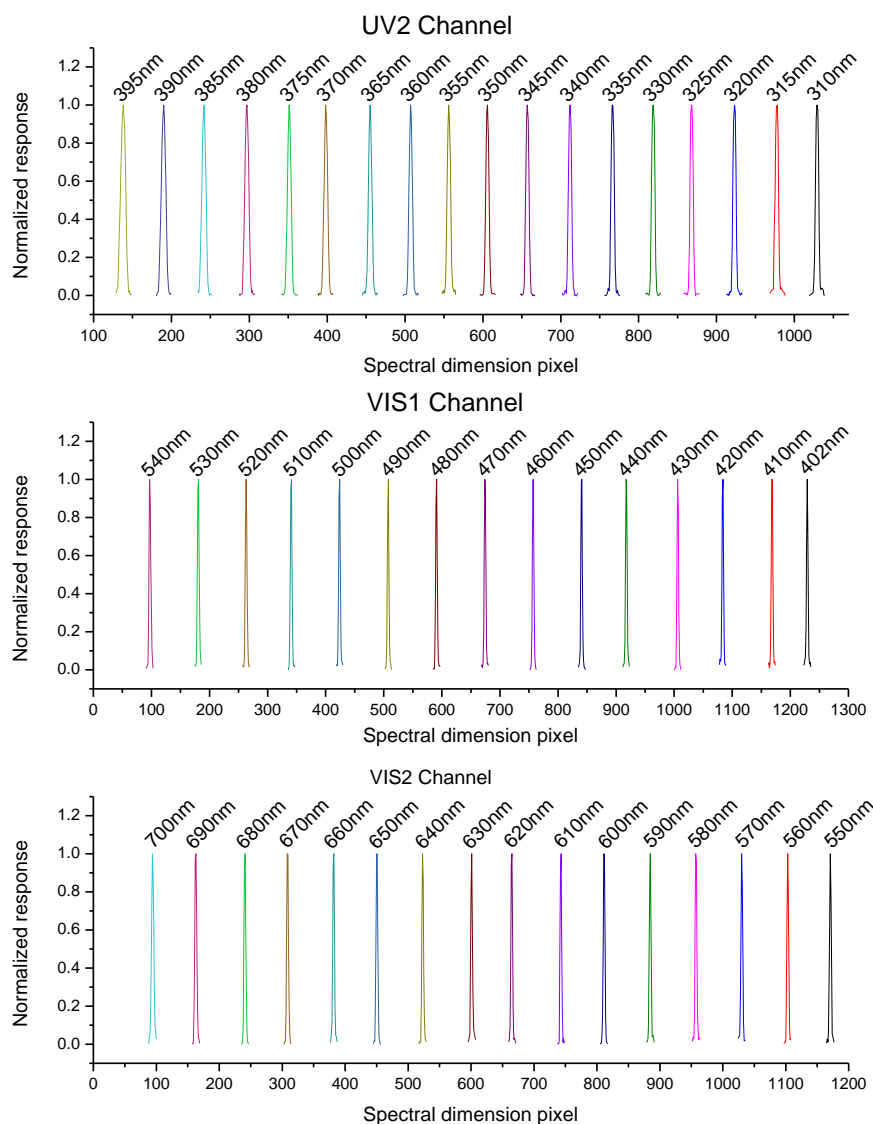 UV2 Channel
395nm 390nm 385nm 380nm 375nm 370nm 365nm 360nm 355nm 350nm 345nm 340nm 335nm 330nm 325nm 320nm 315nm 310nm
1.2
1.0
0.8
0.6
0.4
0.2
0.0
Normalized response
100 200 300 400 500 600 700 800 900 1000
Spectral dimension pixel
VIS1 Channel
540nm 530nm 520nm 510nm 500nm 490nm 480nm 470nm 460nm 450nm 440nm 430nm 420nm 410nm 402nm
1.2
1.0
0.8
0.6
0.4
0.2
0.0
Normalized response
0 100 200 300 400 500 600 700 800 900 1000 1100 1200 1300
Spectral dimension pixel
VIS2 Channel
700nm 690nm 680nm 670nm 660nm 650nm 640nm 630nm 620nm 610nm 600nm 590nm 580nm 570nm 560nm 550nm
1.2
1.0
0.8
0.6
0.4
0.2
0.0
Normalized response
0 100 200 300 400 500 600 700 800 900 1000 1100 1200
Spectral dimension pixel